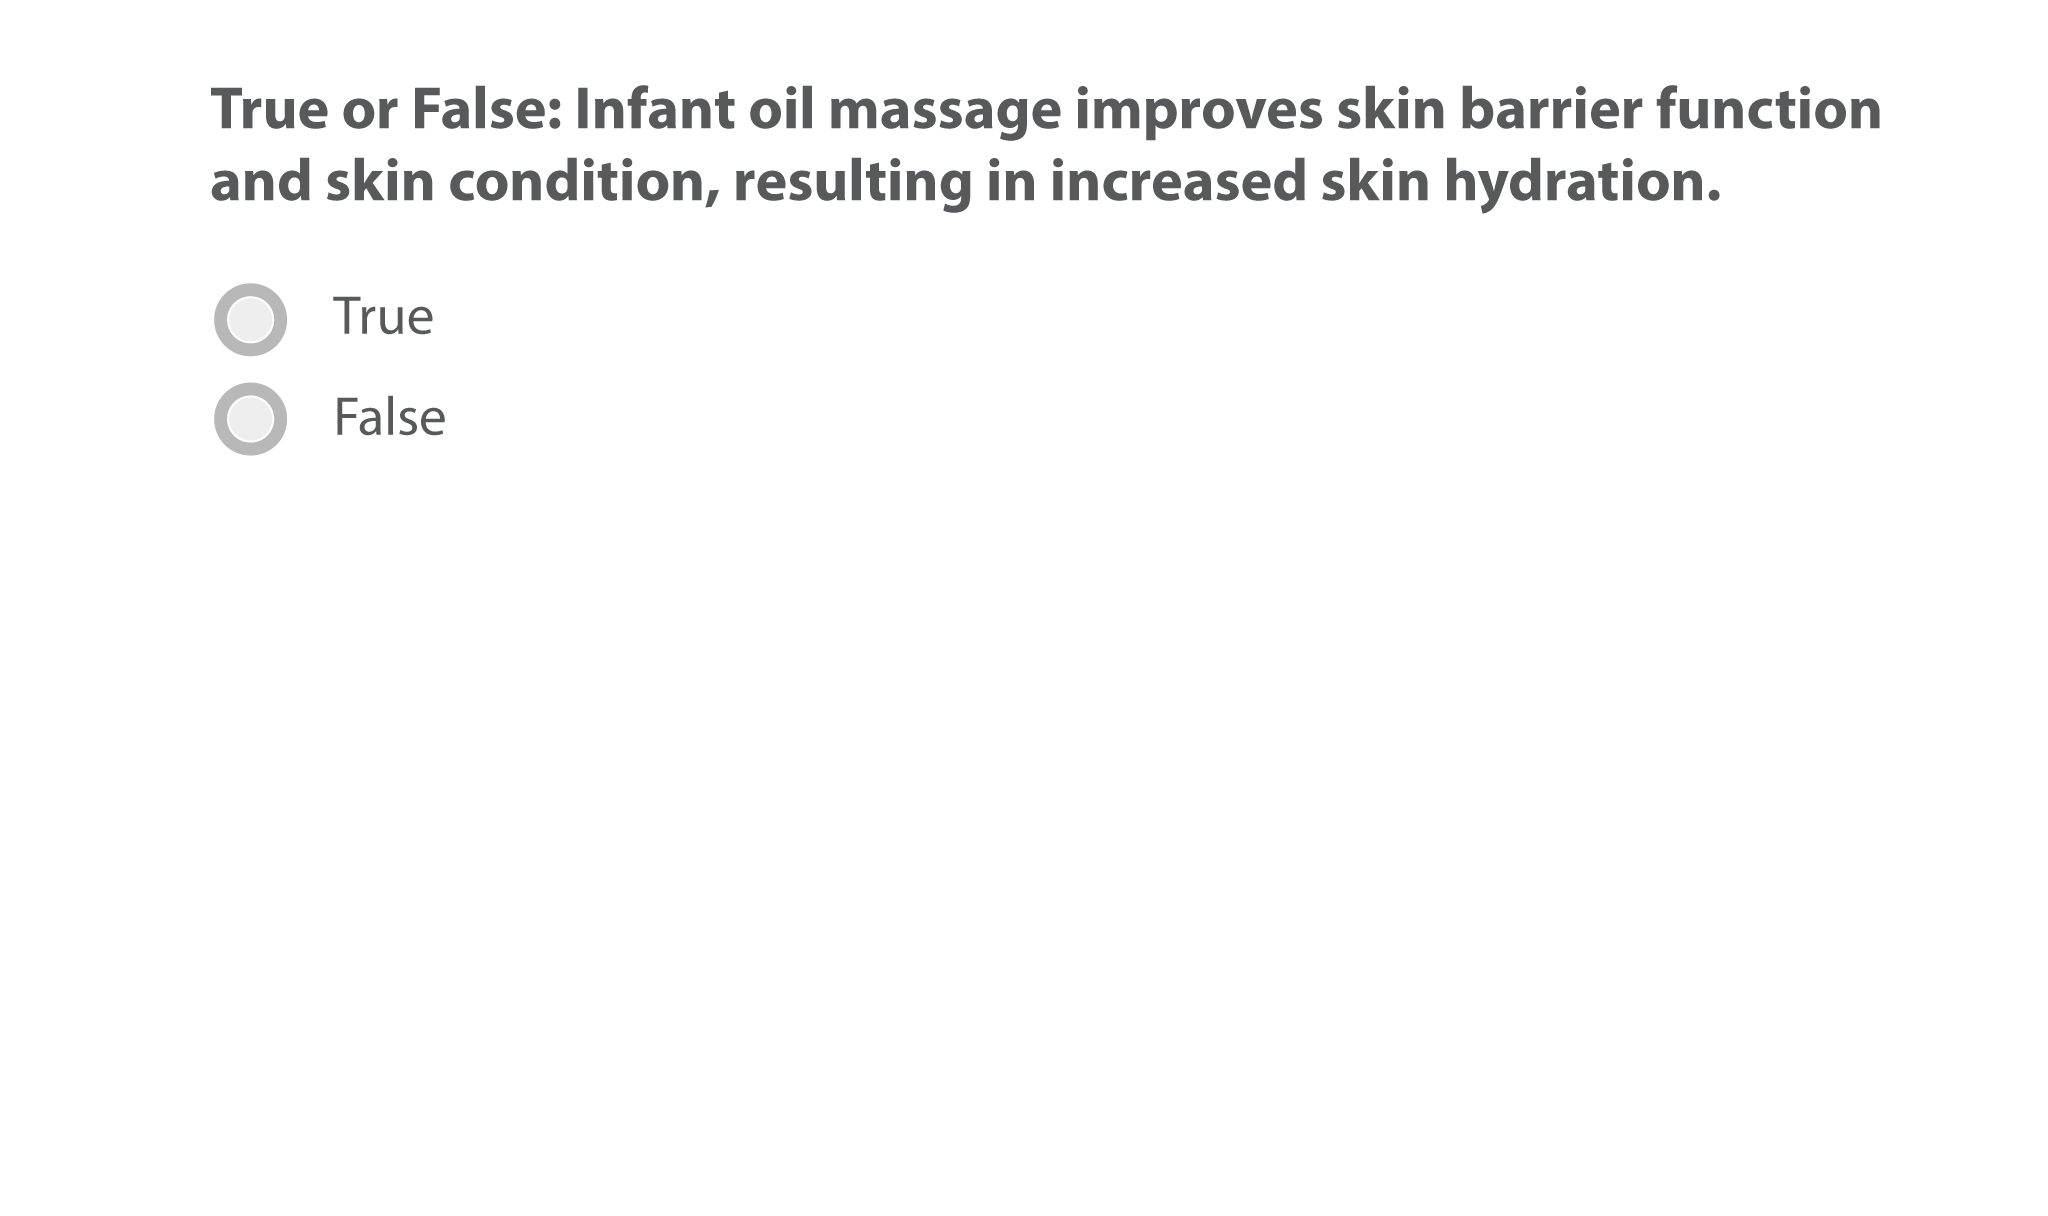 True or False: Infant oil massage improves skin barrier function
and skin condition, resulting in increased skin hydration.
True
False